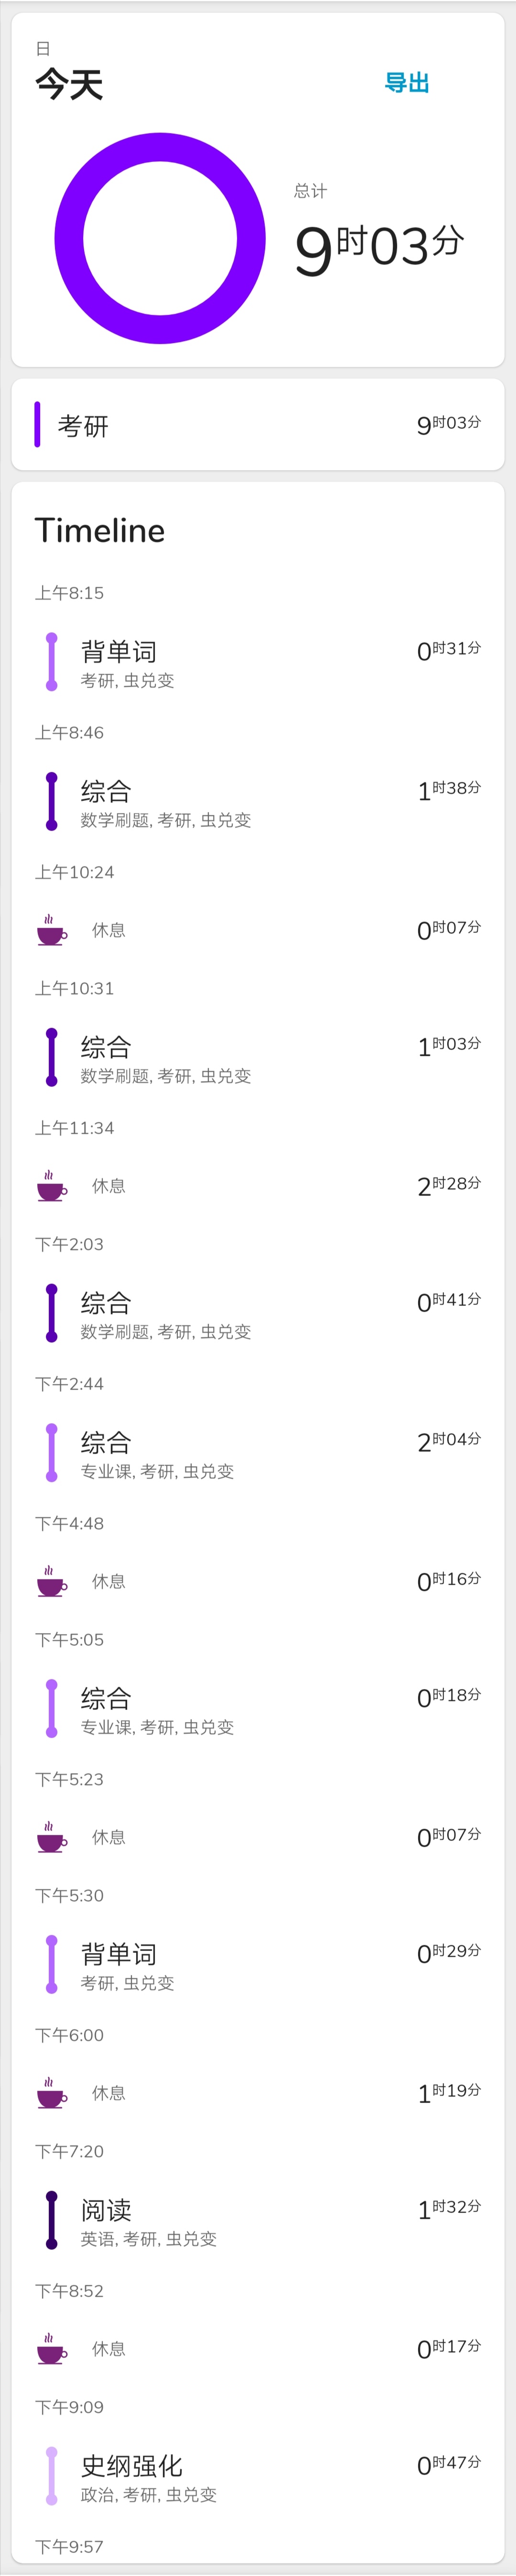 日
今天
导出
总计
9时03分
考研 9时03分
Timeline
上午8:15
背单词 0时31分
考研, 虫兑变
上午8:46
综合 1时38分
数学刷题, 考研, 虫兑变
上午10:24
休息 0时07分
上午10:31
综合 1时03分
数学刷题, 考研, 虫兑变
上午11:34
休息 2时28分
下午2:03
综合 0时41分
数学刷题, 考研, 虫兑变
下午2:44
综合 2时04分
专业课, 考研, 虫兑变
下午4:48
休息 0时16分
下午5:05
综合 0时18分
专业课, 考研, 虫兑变
下午5:23
休息 0时07分
下午5:30
背单词 0时29分
考研, 虫兑变
下午6:00
休息 1时19分
下午7:20
阅读 1时32分
英语, 考研, 虫兑变
下午8:52
休息 0时17分
下午9:09
史纲强化 0时47分
政治, 考研, 虫兑变
下午9:57